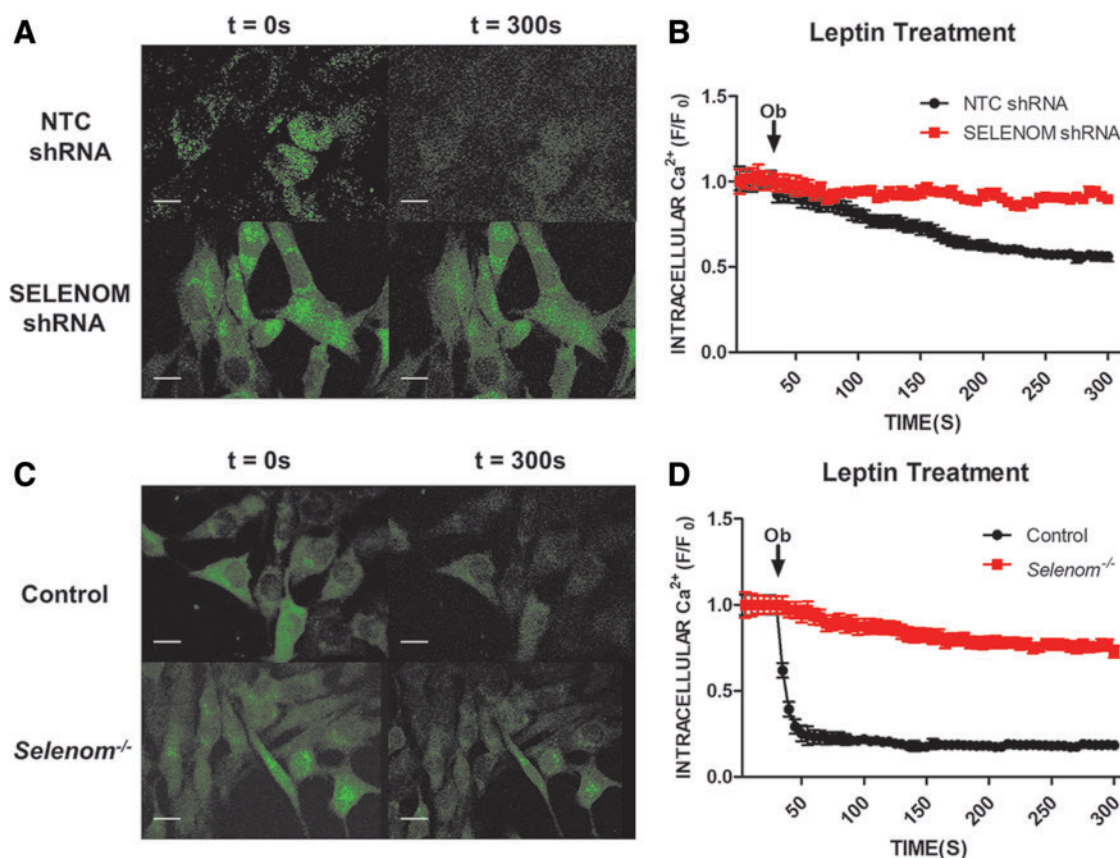 A
t = 0s
t = 300s
NTC
shRNA
SELENOM
shRNA
B
Leptin Treatment
Ob
NTC shRNA
SELENOM shRNA
INTRACELLULAR Ca²⁺ (F/F₀)
1.5
1.0
0.5
0.0
50
100
150
200
250
300
TIME(S)
C
t = 0s
t = 300s
Control
Selenom⁻/⁻
D
Leptin Treatment
Ob
Control
Selenom⁻/⁻
INTRACELLULAR Ca²⁺ (F/F₀)
1.5
1.0
0.5
0.0
50
100
150
200
250
300
TIME(S)